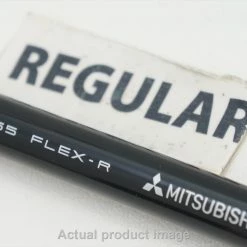 REGULAR
FLEX-R
MITSUBISH
Actual product image